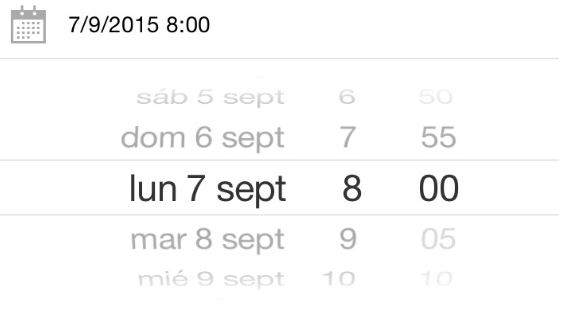 7/9/2015 8:00
sáb 5 sept 6 50
dom 6 sept 7 55
lun 7 sept 8 00
mar 8 sept 9 05
mié 9 sept 10 10